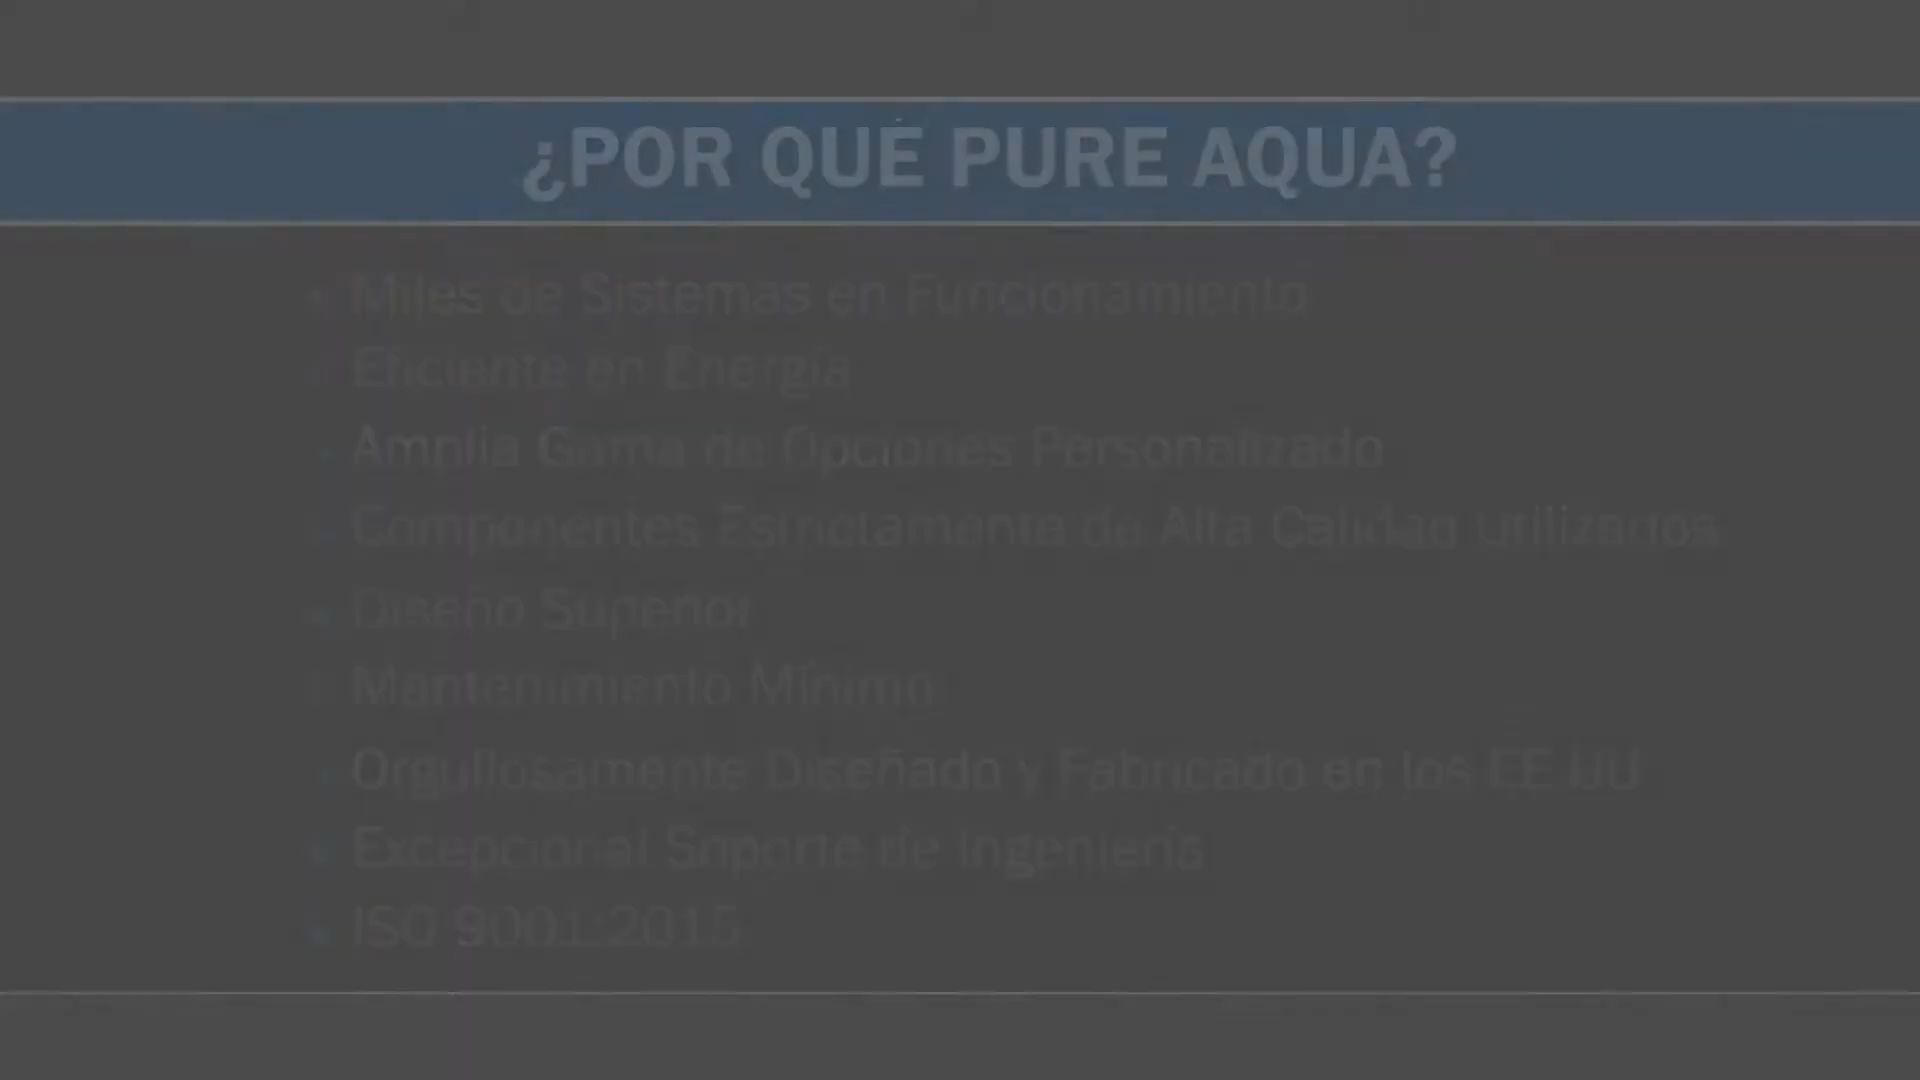 ¿POR QUÉ PURE AQUA?
Miles de Sistemas en Funcionamiento
Eficiente en Energía
Amplia Gama de Opciones Personalizado
Componentes Estrictamente de Alta Calidad Utilizados
Diseño Superior
Mantenimiento Mínimo
Orgullosamente Diseñado y Fabricado en los EE.UU
Excepcional Soporte de Ingeniería
ISO 9001:2015